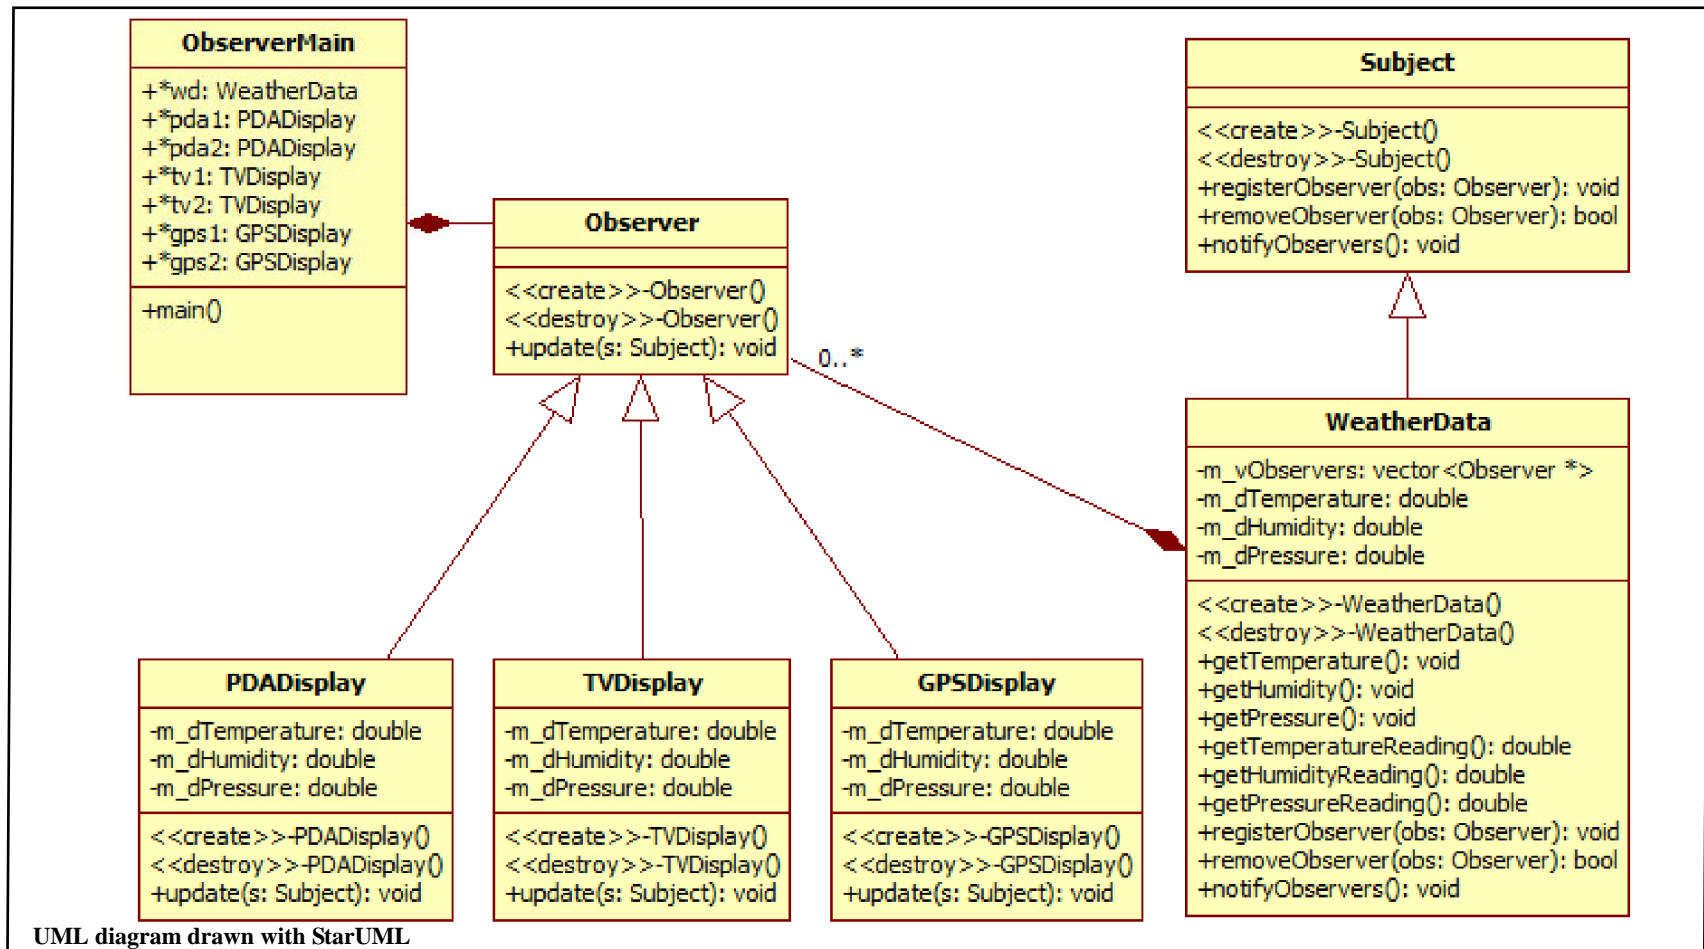 ObserverMain
+*wd: WeatherData
+*pda1: PDADisplay
+*pda2: PDADisplay
+*tv1: TVDisplay
+*tv2: TVDisplay
+*gps1: GPSDisplay
+*gps2: GPSDisplay
+main()
Observer
<<create>>-Observer()
<<destroy>>-Observer()
+update(s: Subject): void
0..*
Subject
<<create>>-Subject()
<<destroy>>-Subject()
+registerObserver(obs: Observer): void
+removeObserver(obs: Observer): bool
+notifyObservers(): void
WeatherData
-m_vObservers: vector<Observer *>
-m_dTemperature: double
-m_dHumidity: double
-m_dPressure: double
<<create>>-WeatherData()
<<destroy>>-WeatherData()
+getTemperature(): void
+getHumidity(): void
+getPressure(): void
+getTemperatureReading(): double
+getHumidityReading(): double
+getPressureReading(): double
+registerObserver(obs: Observer): void
+removeObserver(obs: Observer): bool
+notifyObservers(): void
PDADisplay
-m_dTemperature: double
-m_dHumidity: double
-m_dPressure: double
<<create>>-PDADisplay()
<<destroy>>-PDADisplay()
+update(s: Subject): void
TVDisplay
-m_dTemperature: double
-m_dHumidity: double
-m_dPressure: double
<<create>>-TVDisplay()
<<destroy>>-TVDisplay()
+update(s: Subject): void
GPSDisplay
-m_dTemperature: double
-m_dHumidity: double
-m_dPressure: double
<<create>>-GPSDisplay()
<<destroy>>-GPSDisplay()
+update(s: Subject): void
UML diagram drawn with StarUML